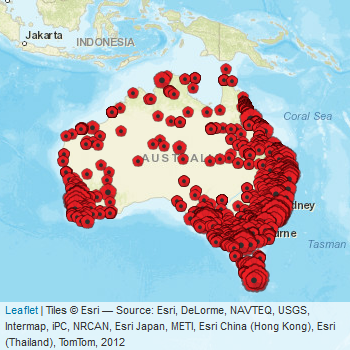 Jakarta
INDONESIA
Coral Sea
AUSTRAL
dney
rne
Tasman
Leaflet | Tiles © Esri — Source: Esri, DeLorme, NAVTEQ, USGS,
Intermap, iPC, NRCAN, Esri Japan, METI, Esri China (Hong Kong), Esri
(Thailand), TomTom, 2012